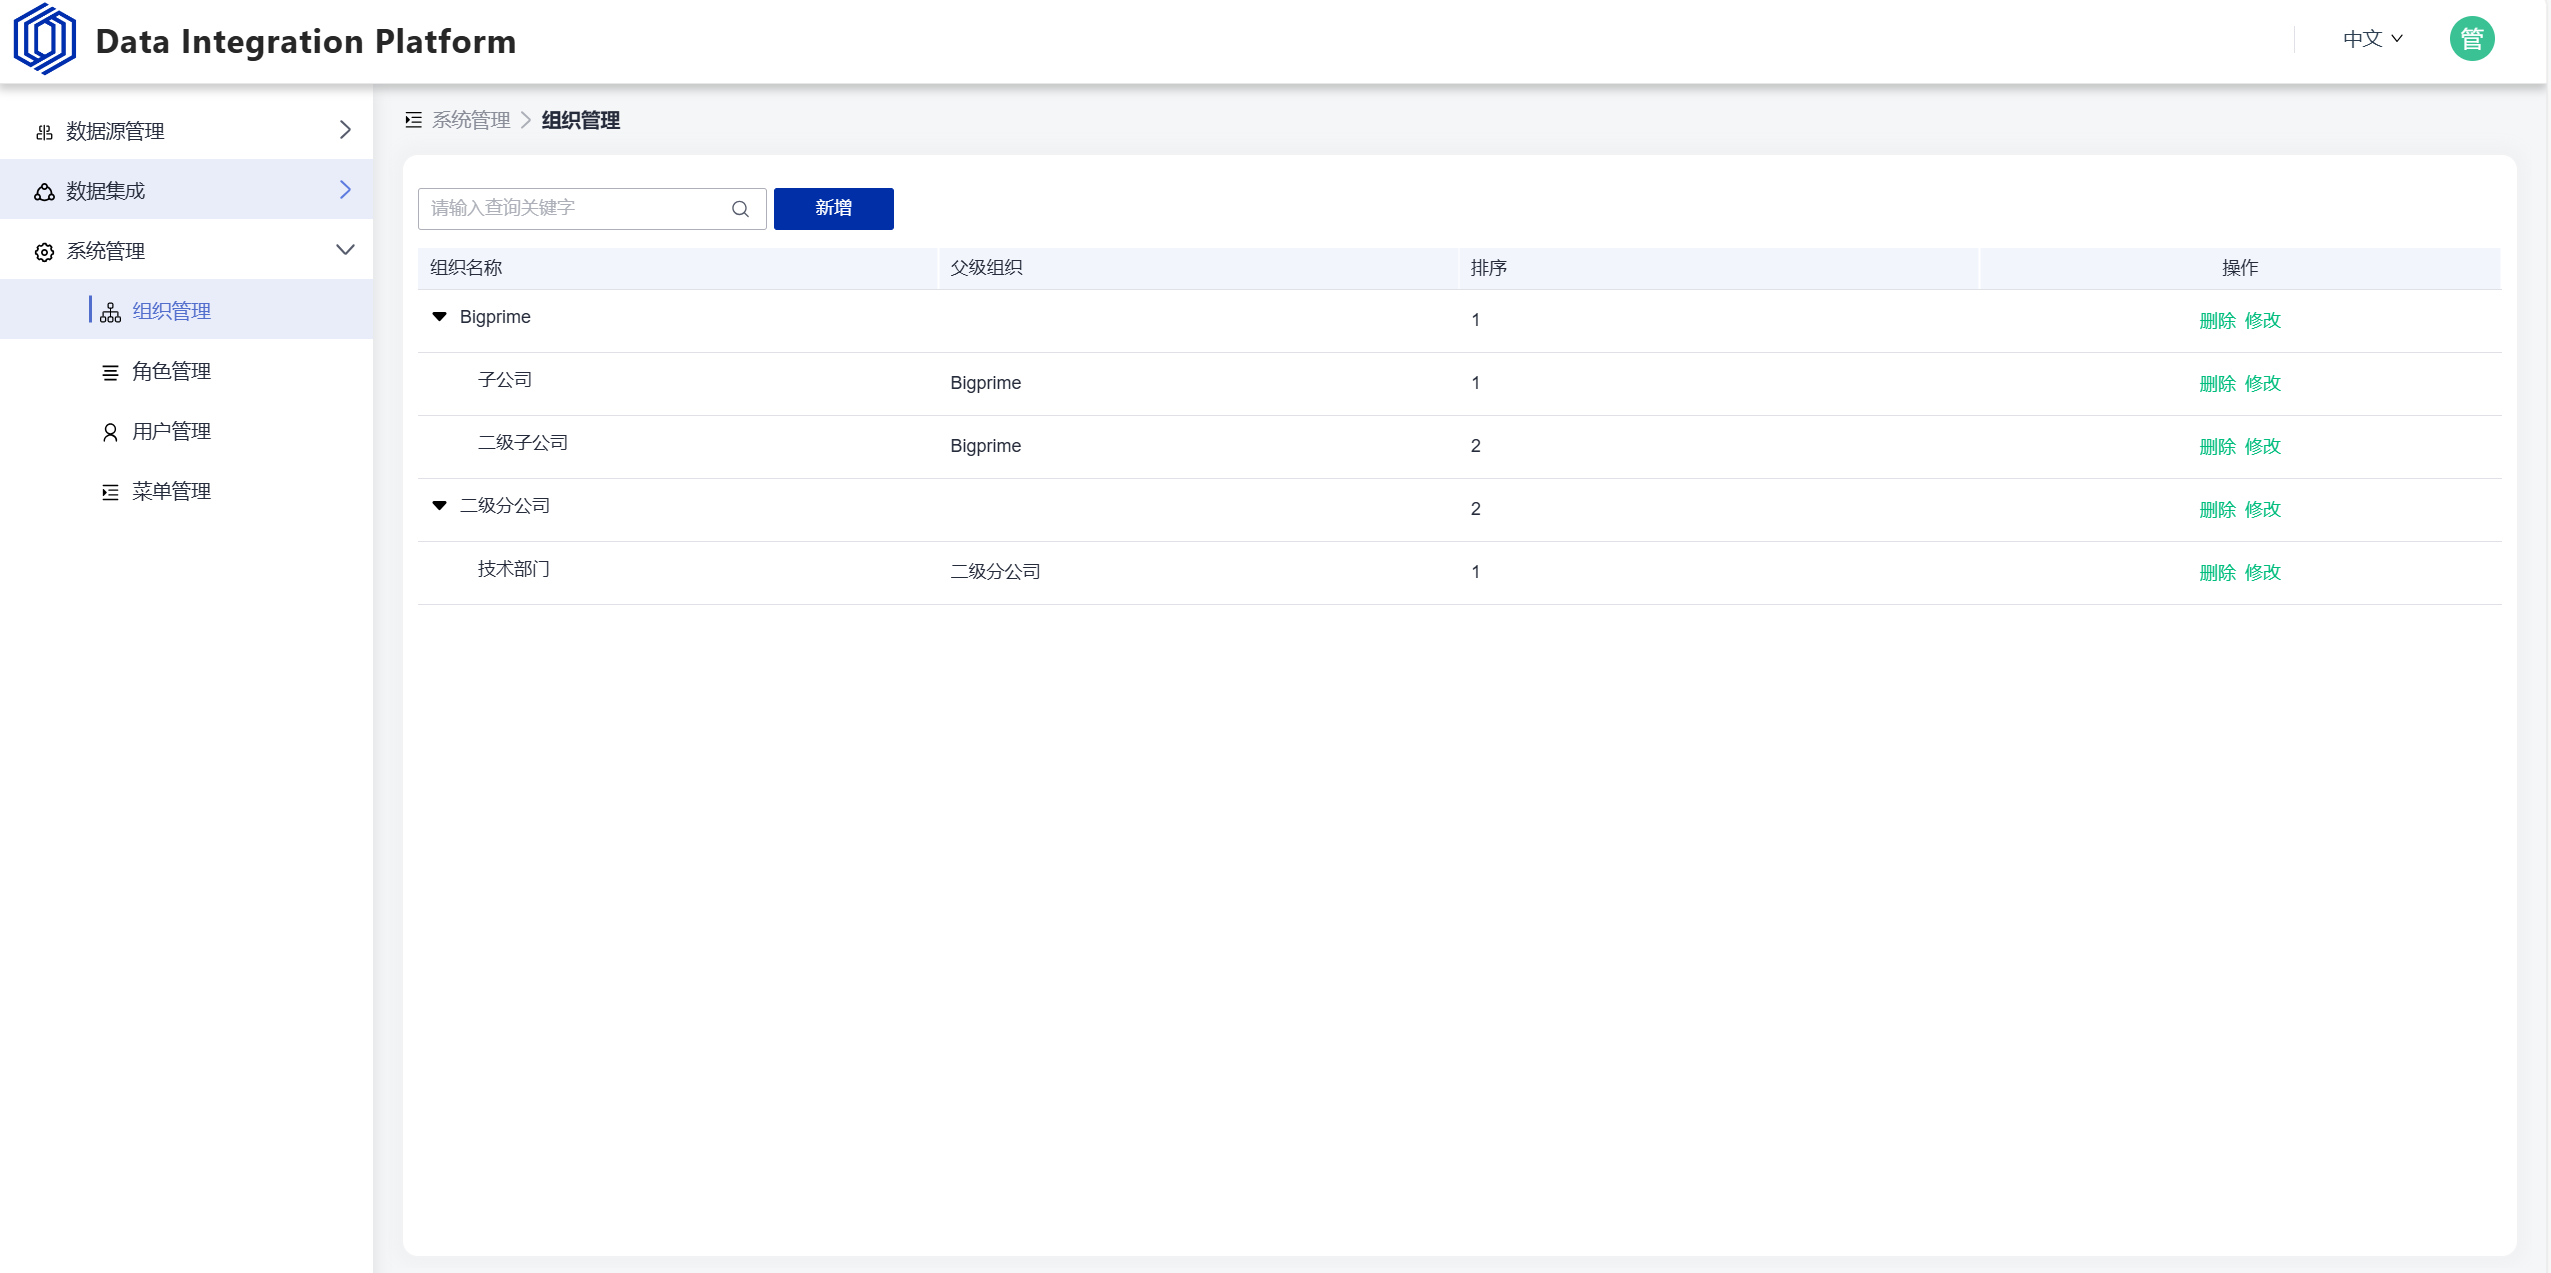 Data Integration Platform
中文
管
数据源管理
数据集成
系统管理
组织管理
角色管理
用户管理
菜单管理
系统管理 组织管理
请输入查询关键字
新增
组织名称 父级组织 排序 操作
Bigprime 1 删除 修改
子公司 Bigprime 1 删除 修改
二级子公司 Bigprime 2 删除 修改
二级分公司 2 删除 修改
技术部门 二级分公司 1 删除 修改